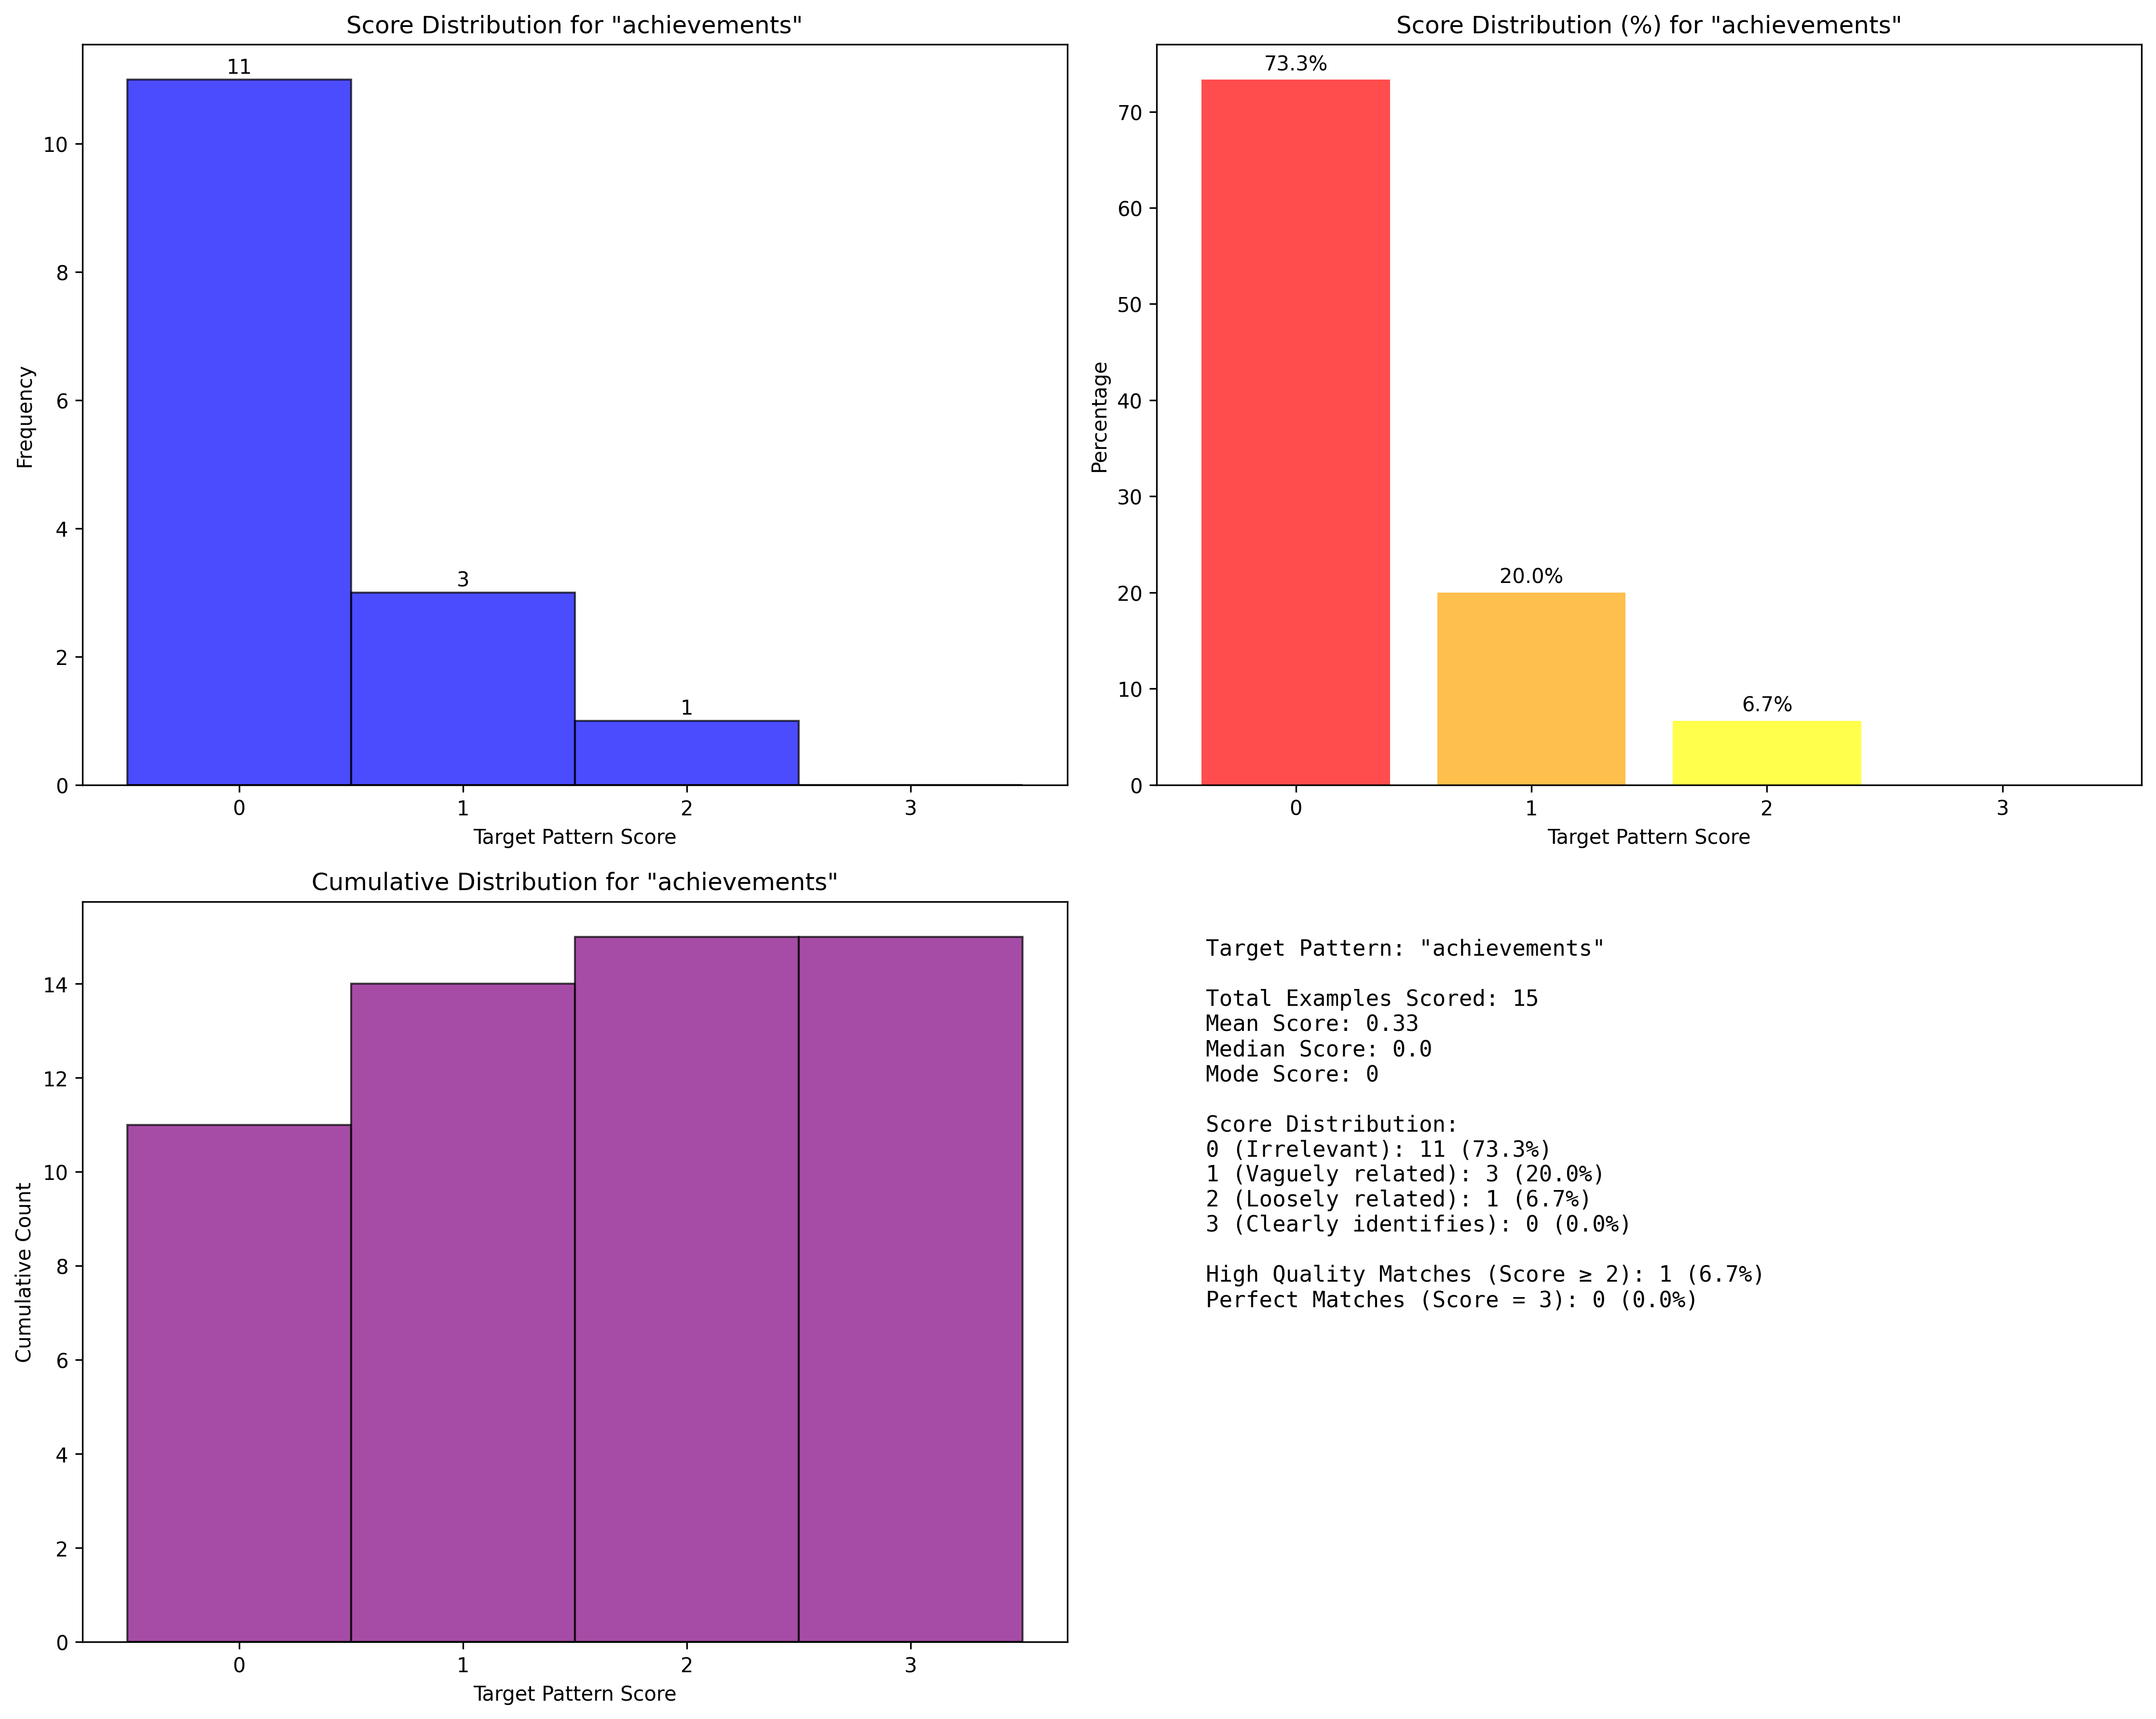 Score Distribution for "achievements"
11
3
1
10
8
6
4
2
0
Frequency
0 1 2 3
Target Pattern Score
Score Distribution (%) for "achievements"
73.3%
20.0%
6.7%
70
60
50
40
30
20
10
0
Percentage
0 1 2 3
Target Pattern Score
Cumulative Distribution for "achievements"
14
12
10
8
6
4
2
0
Cumulative Count
0 1 2 3
Target Pattern Score
Target Pattern: "achievements"
Total Examples Scored: 15
Mean Score: 0.33
Median Score: 0.0
Mode Score: 0
Score Distribution:
0 (Irrelevant): 11 (73.3%)
1 (Vaguely related): 3 (20.0%)
2 (Loosely related): 1 (6.7%)
3 (Clearly identifies): 0 (0.0%)
High Quality Matches (Score ≥ 2): 1 (6.7%)
Perfect Matches (Score = 3): 0 (0.0%)